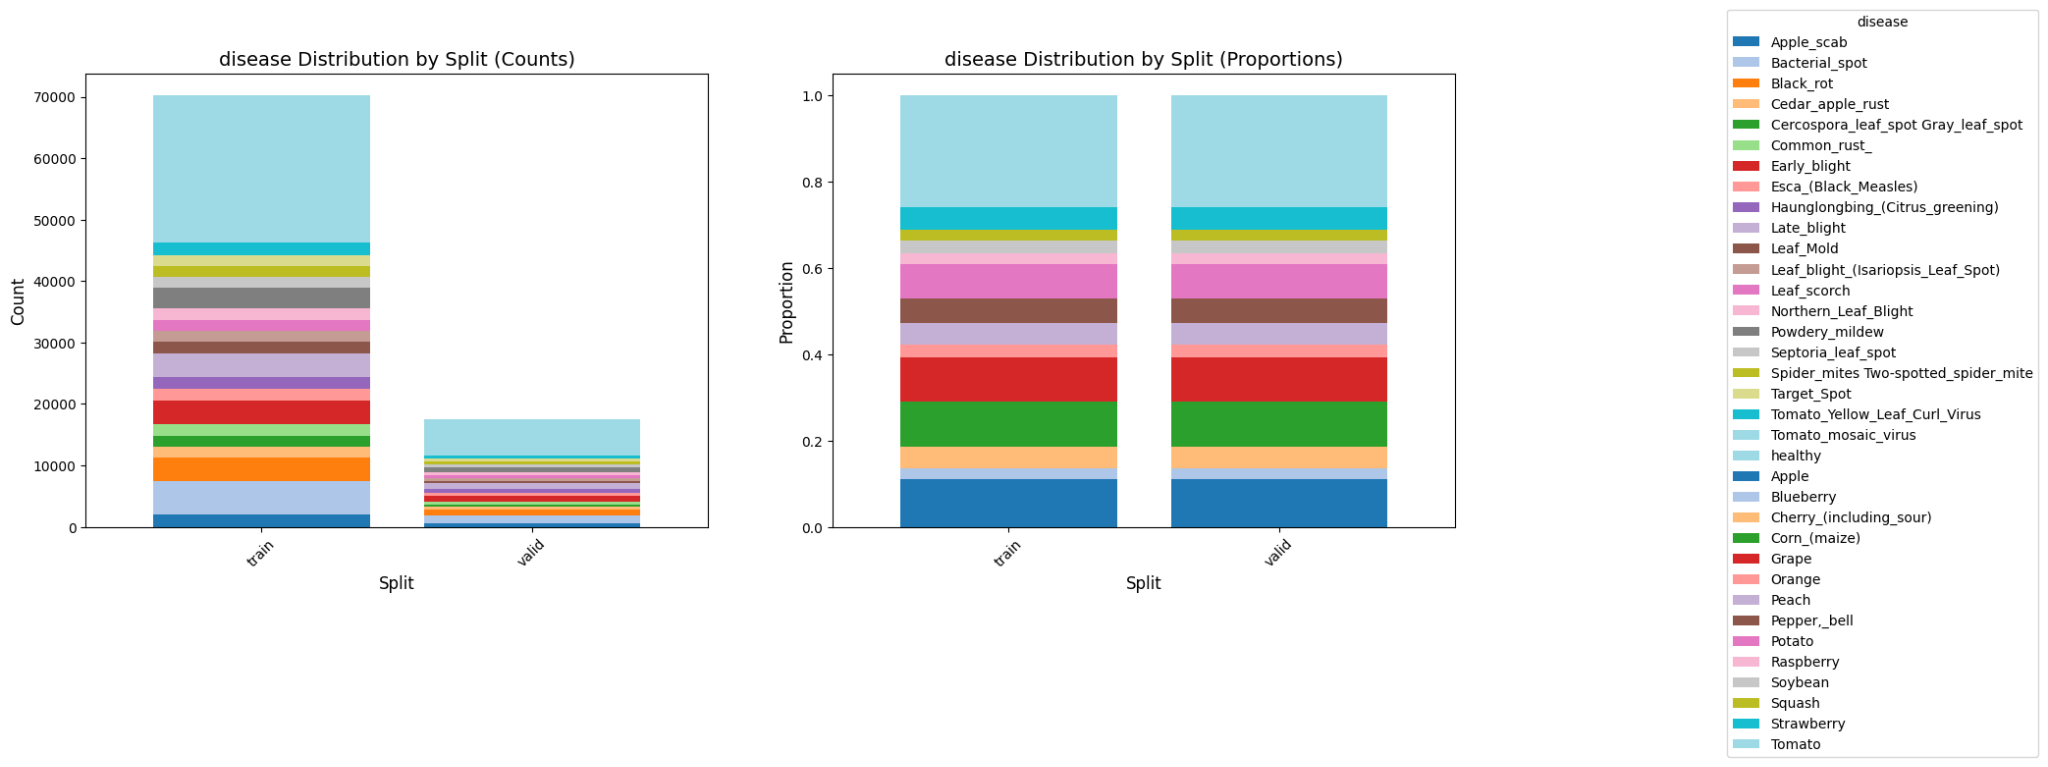 disease Distribution by Split (Counts)
Count
70000
60000
50000
40000
30000
20000
10000
0
train
valid
Split
disease Distribution by Split (Proportions)
Proportion
1.0
0.8
0.6
0.4
0.2
0.0
train
valid
Split
disease
Apple_scab
Bacterial_spot
Black_rot
Cedar_apple_rust
Cercospora_leaf_spot Gray_leaf_spot
Common_rust_
Early_blight
Esca_(Black_Measles)
Haunglongbing_(Citrus_greening)
Late_blight
Leaf_Mold
Leaf_blight_(Isariopsis_Leaf_Spot)
Leaf_scorch
Northern_Leaf_Blight
Powdery_mildew
Septoria_leaf_spot
Spider_mites Two-spotted_spider_mite
Target_Spot
Tomato_Yellow_Leaf_Curl_Virus
Tomato_mosaic_virus
healthy
Apple
Blueberry
Cherry_(including_sour)
Corn_(maize)
Grape
Orange
Peach
Pepper,_bell
Potato
Raspberry
Soybean
Squash
Strawberry
Tomato